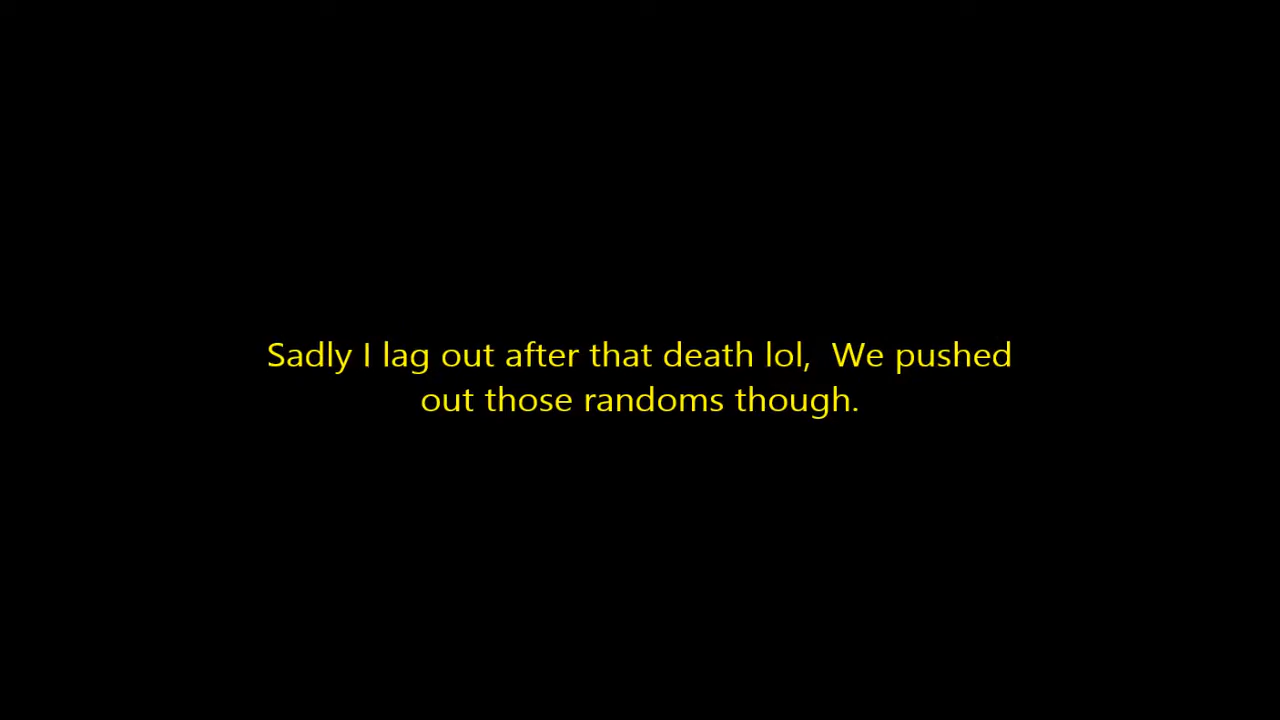 Sadly I lag out after that death lol,  We pushed
out those randoms though.